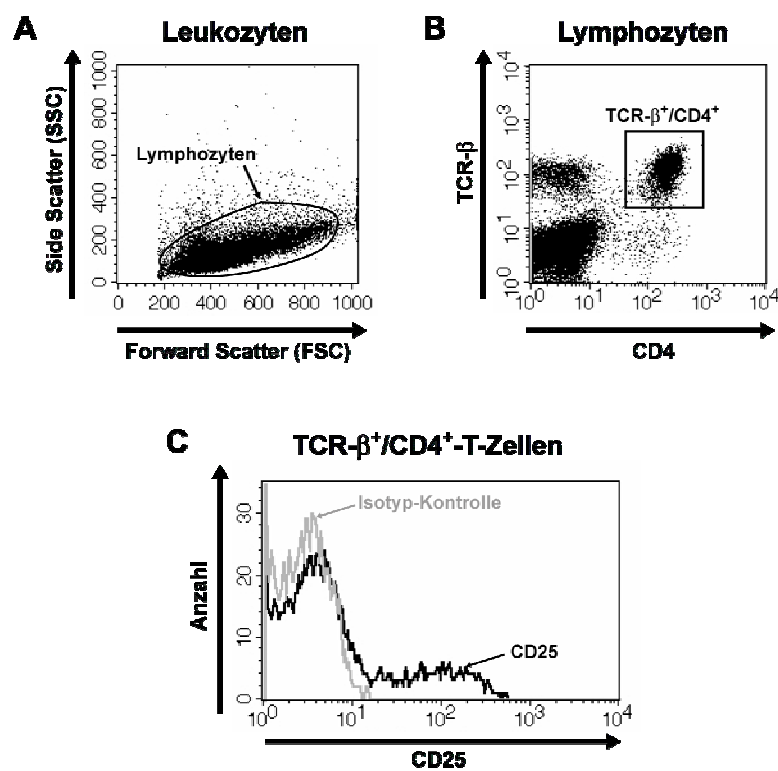 A
Leukozyten
Side Scatter (SSC)
1000
800
600
400
200
0
Lymphozyten
0 200 400 600 800 1000
Forward Scatter (FSC)
B
Lymphozyten
TCR-β
10⁴
10³
10²
10¹
10⁰
TCR-β⁺/CD4⁺
10⁰ 10¹ 10² 10³ 10⁴
CD4
C
TCR-β⁺/CD4⁺-T-Zellen
Anzahl
30
20
10
0
Isotyp-Kontrolle
CD25
10⁰ 10¹ 10² 10³ 10⁴
CD25